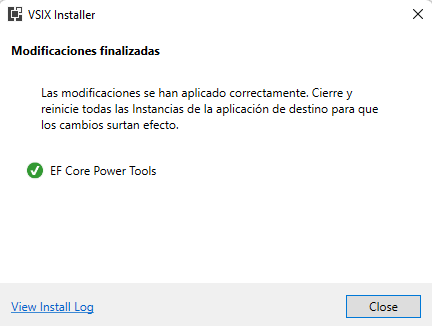 VSIX Installer
Modificaciones finalizadas
Las modificaciones se han aplicado correctamente. Cierre y
reinicie todas las Instancias de la aplicación de destino para que
los cambios surtan efecto.
EF Core Power Tools
View Install Log
Close